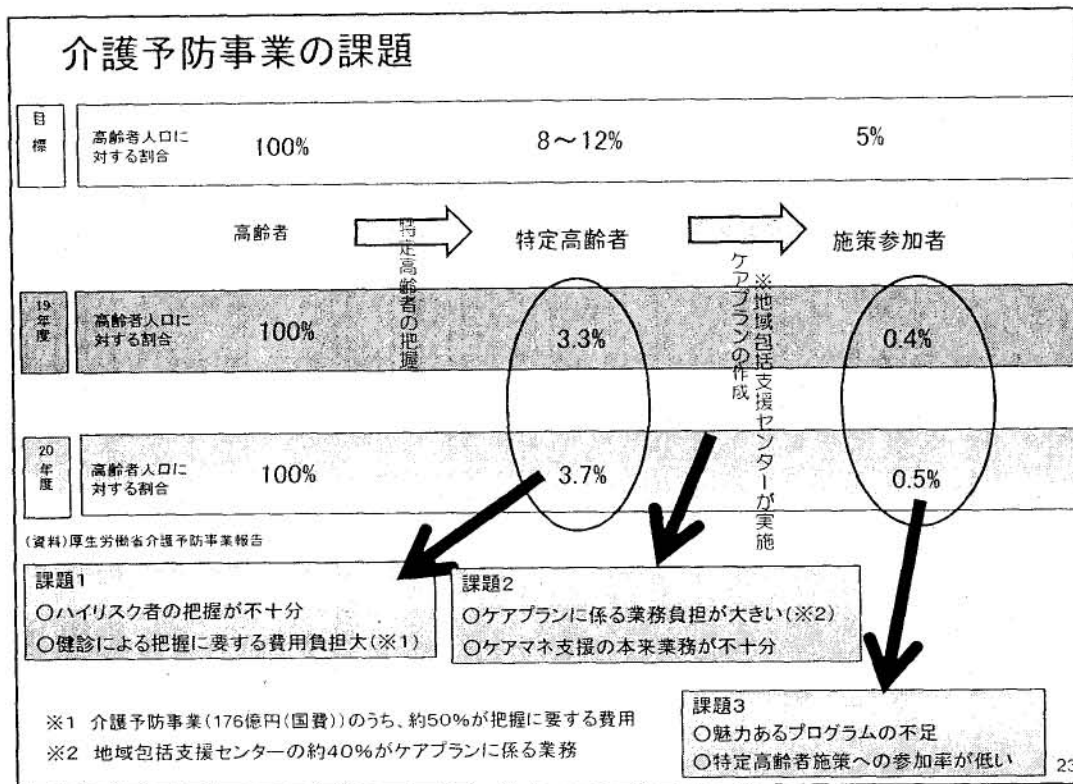 介護予防事業の課題
目標
高齢者人口に
対する割合
100%
8～12%
5%
高齢者
特定高齢者の把握
特定高齢者
ケアプランの作成
※地域包括支援センターが実施
施策参加者
19年度
高齢者人口に
対する割合
100%
3.3%
0.4%
20年度
高齢者人口に
対する割合
100%
3.7%
0.5%
(資料)厚生労働省介護予防事業報告
課題1
○ハイリスク者の把握が不十分
○健診による把握に要する費用負担大(※1)
課題2
○ケアプランに係る業務負担が大きい(※2)
○ケアマネ支援の本来業務が不十分
課題3
○魅力あるプログラムの不足
○特定高齢者施策への参加率が低い
※1 介護予防事業(176億円(国費))のうち、約50%が把握に要する費用
※2 地域包括支援センターの約40%がケアプランに係る業務
23